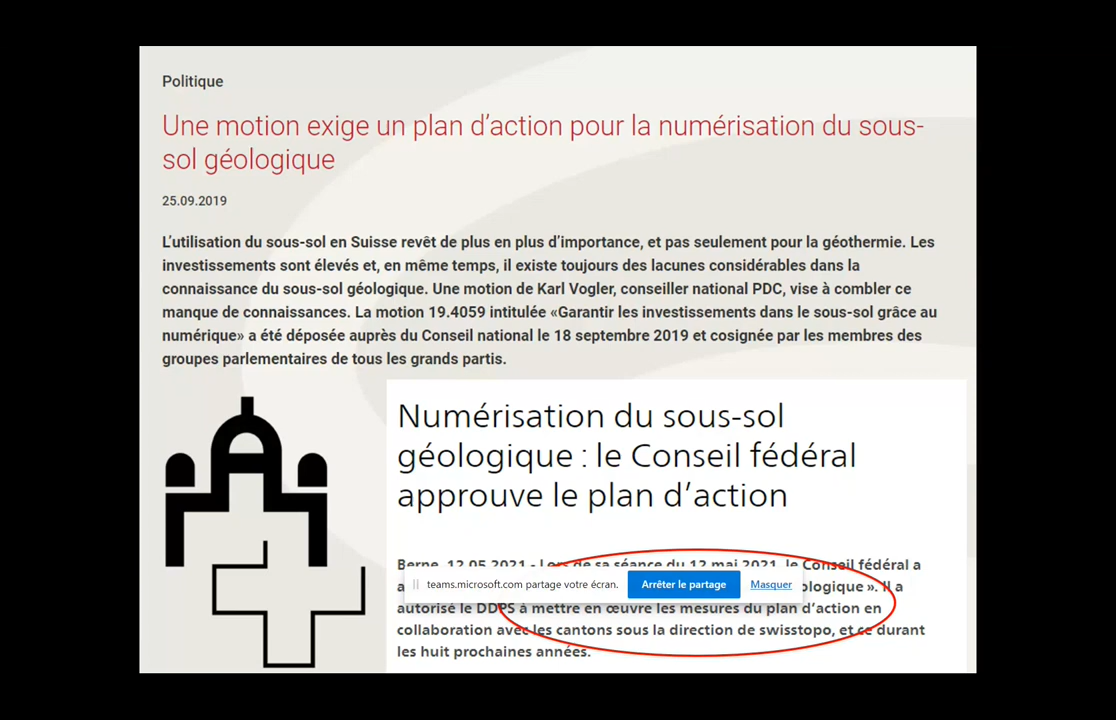 Politique
Une motion exige un plan d’action pour la numérisation du sous-
sol géologique
25.09.2019
L’utilisation du sous-sol en Suisse revêt de plus en plus d’importance, et pas seulement pour la géothermie. Les
investissements sont élevés et, en même temps, il existe toujours des lacunes considérables dans la
connaissance du sous-sol géologique. Une motion de Karl Vogler, conseiller national PDC, vise à combler ce
manque de connaissances. La motion 19.4059 intitulée «Garantir les investissements dans le sous-sol grâce au
numérique» a été déposée auprès du Conseil national le 18 septembre 2019 et cosignée par les membres des
groupes parlementaires de tous les grands partis.
Numérisation du sous-sol
géologique : le Conseil fédéral
approuve le plan d’action
Berne, 12.05.2021 - Lors de sa séance du 12 mai 2021, le Conseil fédéral a
teams.microsoft.com partage votre écran. Arrêter le partage Masquer
ologique ». Il a
autorisé le DDPS à mettre en œuvre les mesures du plan d’action en
collaboration avec les cantons sous la direction de swisstopo, et ce durant
les huit prochaines années.